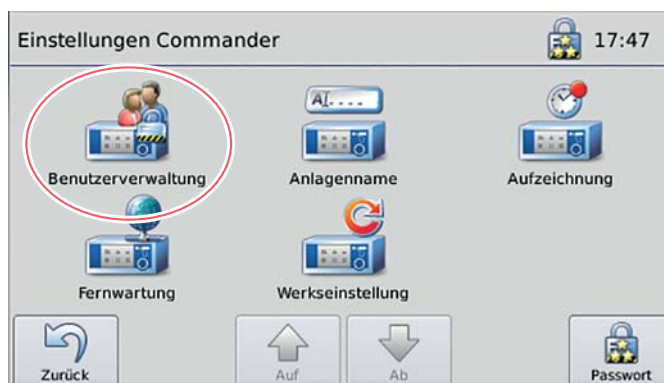 Einstellungen Commander 17:47
AI....
Benutzerverwaltung Anlagenname Aufzeichnung
Fernwartung Werkseinstellung
Zurück Auf Ab Passwort